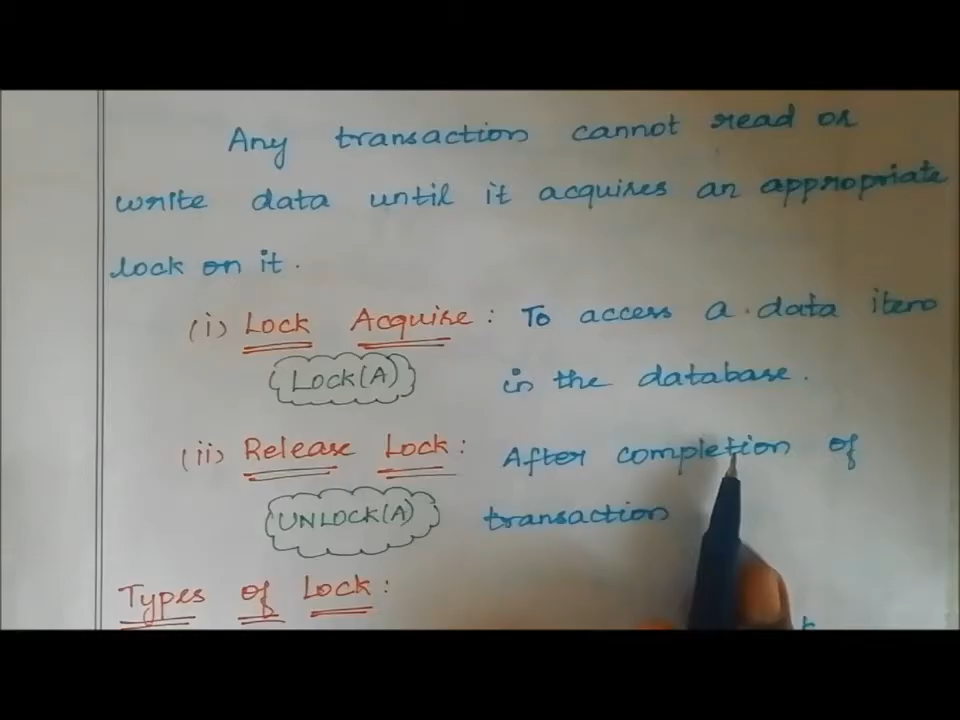 Any transaction cannot read or
write data until it acquires an appropriate
lock on it.
(i) Lock Acquire: To access a data item
Lock(A) in the database.
(ii) Release Lock: After completion of
UNLOCK(A) transaction
Types of Lock: